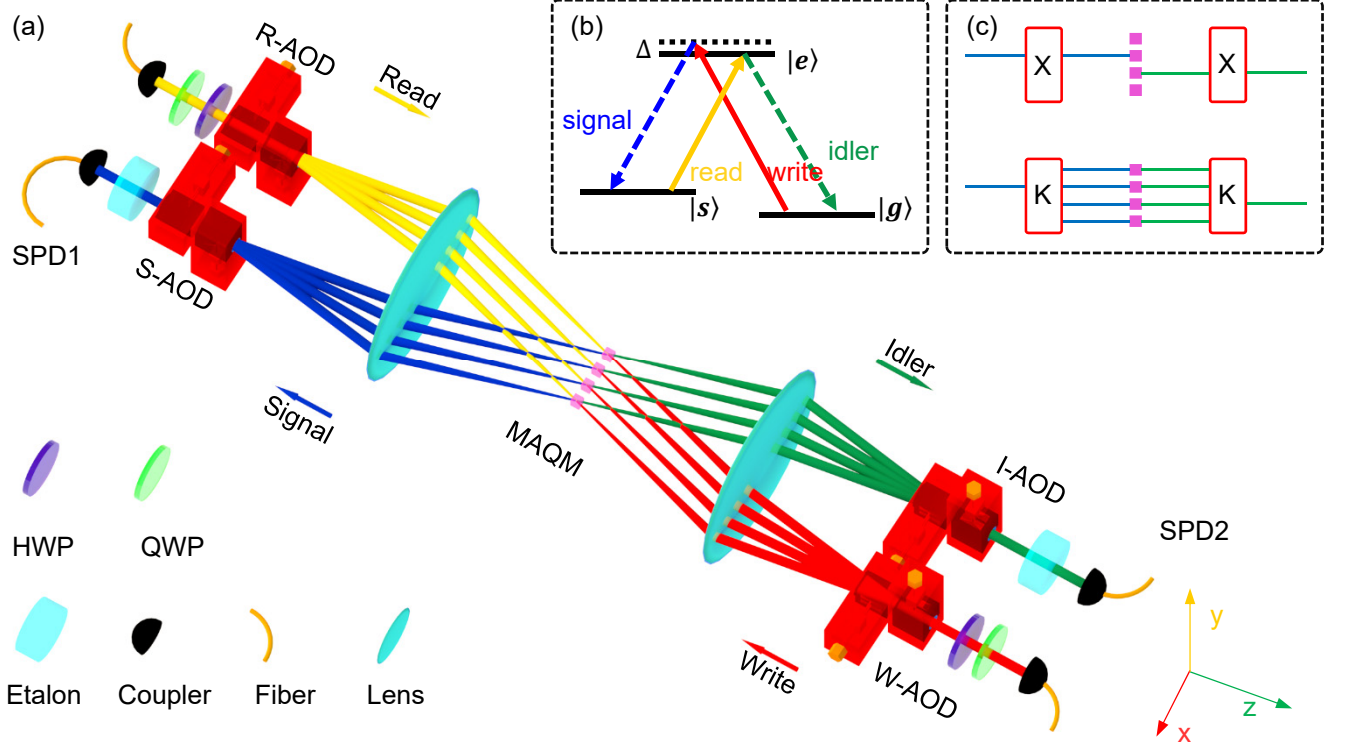 (a)
R-AOD
Read
SPD1
S-AOD
Signal
MAQM
Idler
I-AOD
SPD2
Write
W-AOD
HWP
QWP
Etalon
Coupler
Fiber
Lens
y
z
x
(b)
Δ
|e⟩
signal
read
write
idler
|s⟩
|g⟩
(c)
X
X
K
K